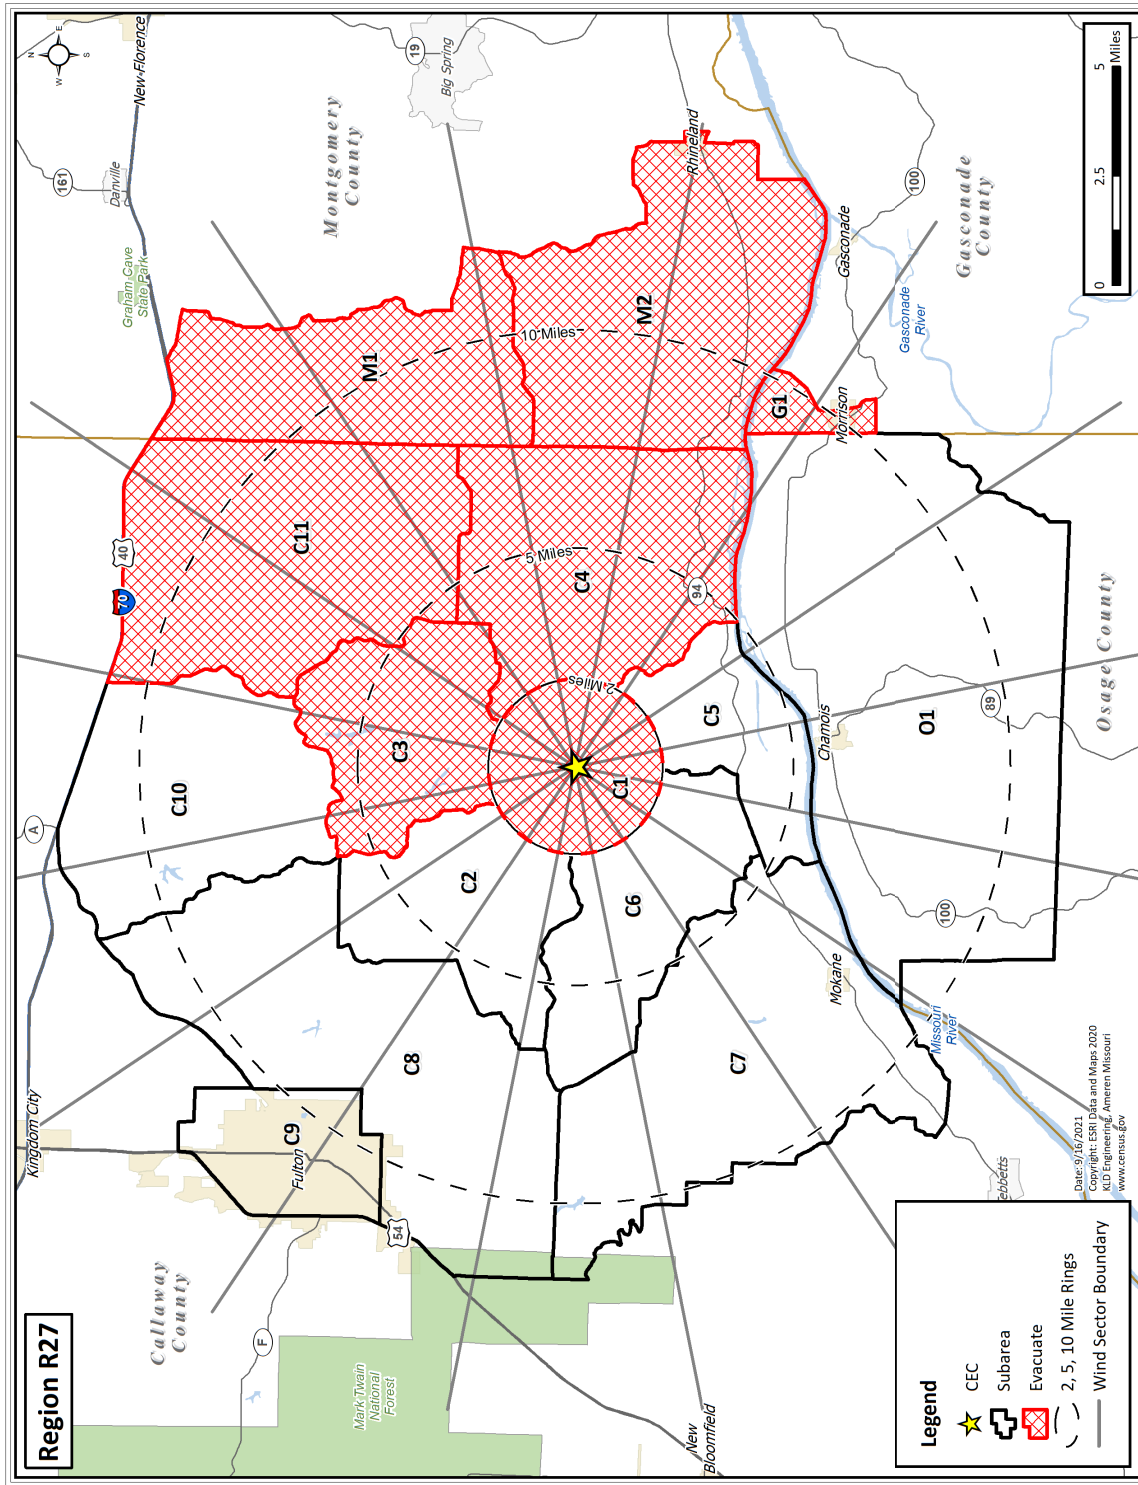 Region R27
N
E
S
W
New Florence
Danville
161
Graham Cave
State Park
Montgomery
County
19
Big Spring
Rhineland
100
Gasconade
Gasconade
County
Gasconade
River
0
2.5
5
Miles
Kingdom City
A
40
70
M1
M2
G1
Morrison
10 Miles
C11
C4
5 Miles
94
2 Miles
C3
C10
C1
C5
C2
C6
Chamois
O1
89
Osage County
100
Mokane
Missouri
River
C8
C7
C9
Fulton
54
Callaway
County
F
Mark Twain
National
Forest
New
Bloomfield
Tebbetts
Legend
CEC
Subarea
Evacuate
2, 5, 10 Mile Rings
Wind Sector Boundary
Date: 9/16/2021
Copyright: ESRI Data and Maps 2020
KLD Engineering, Ameren Missouri
www.census.gov